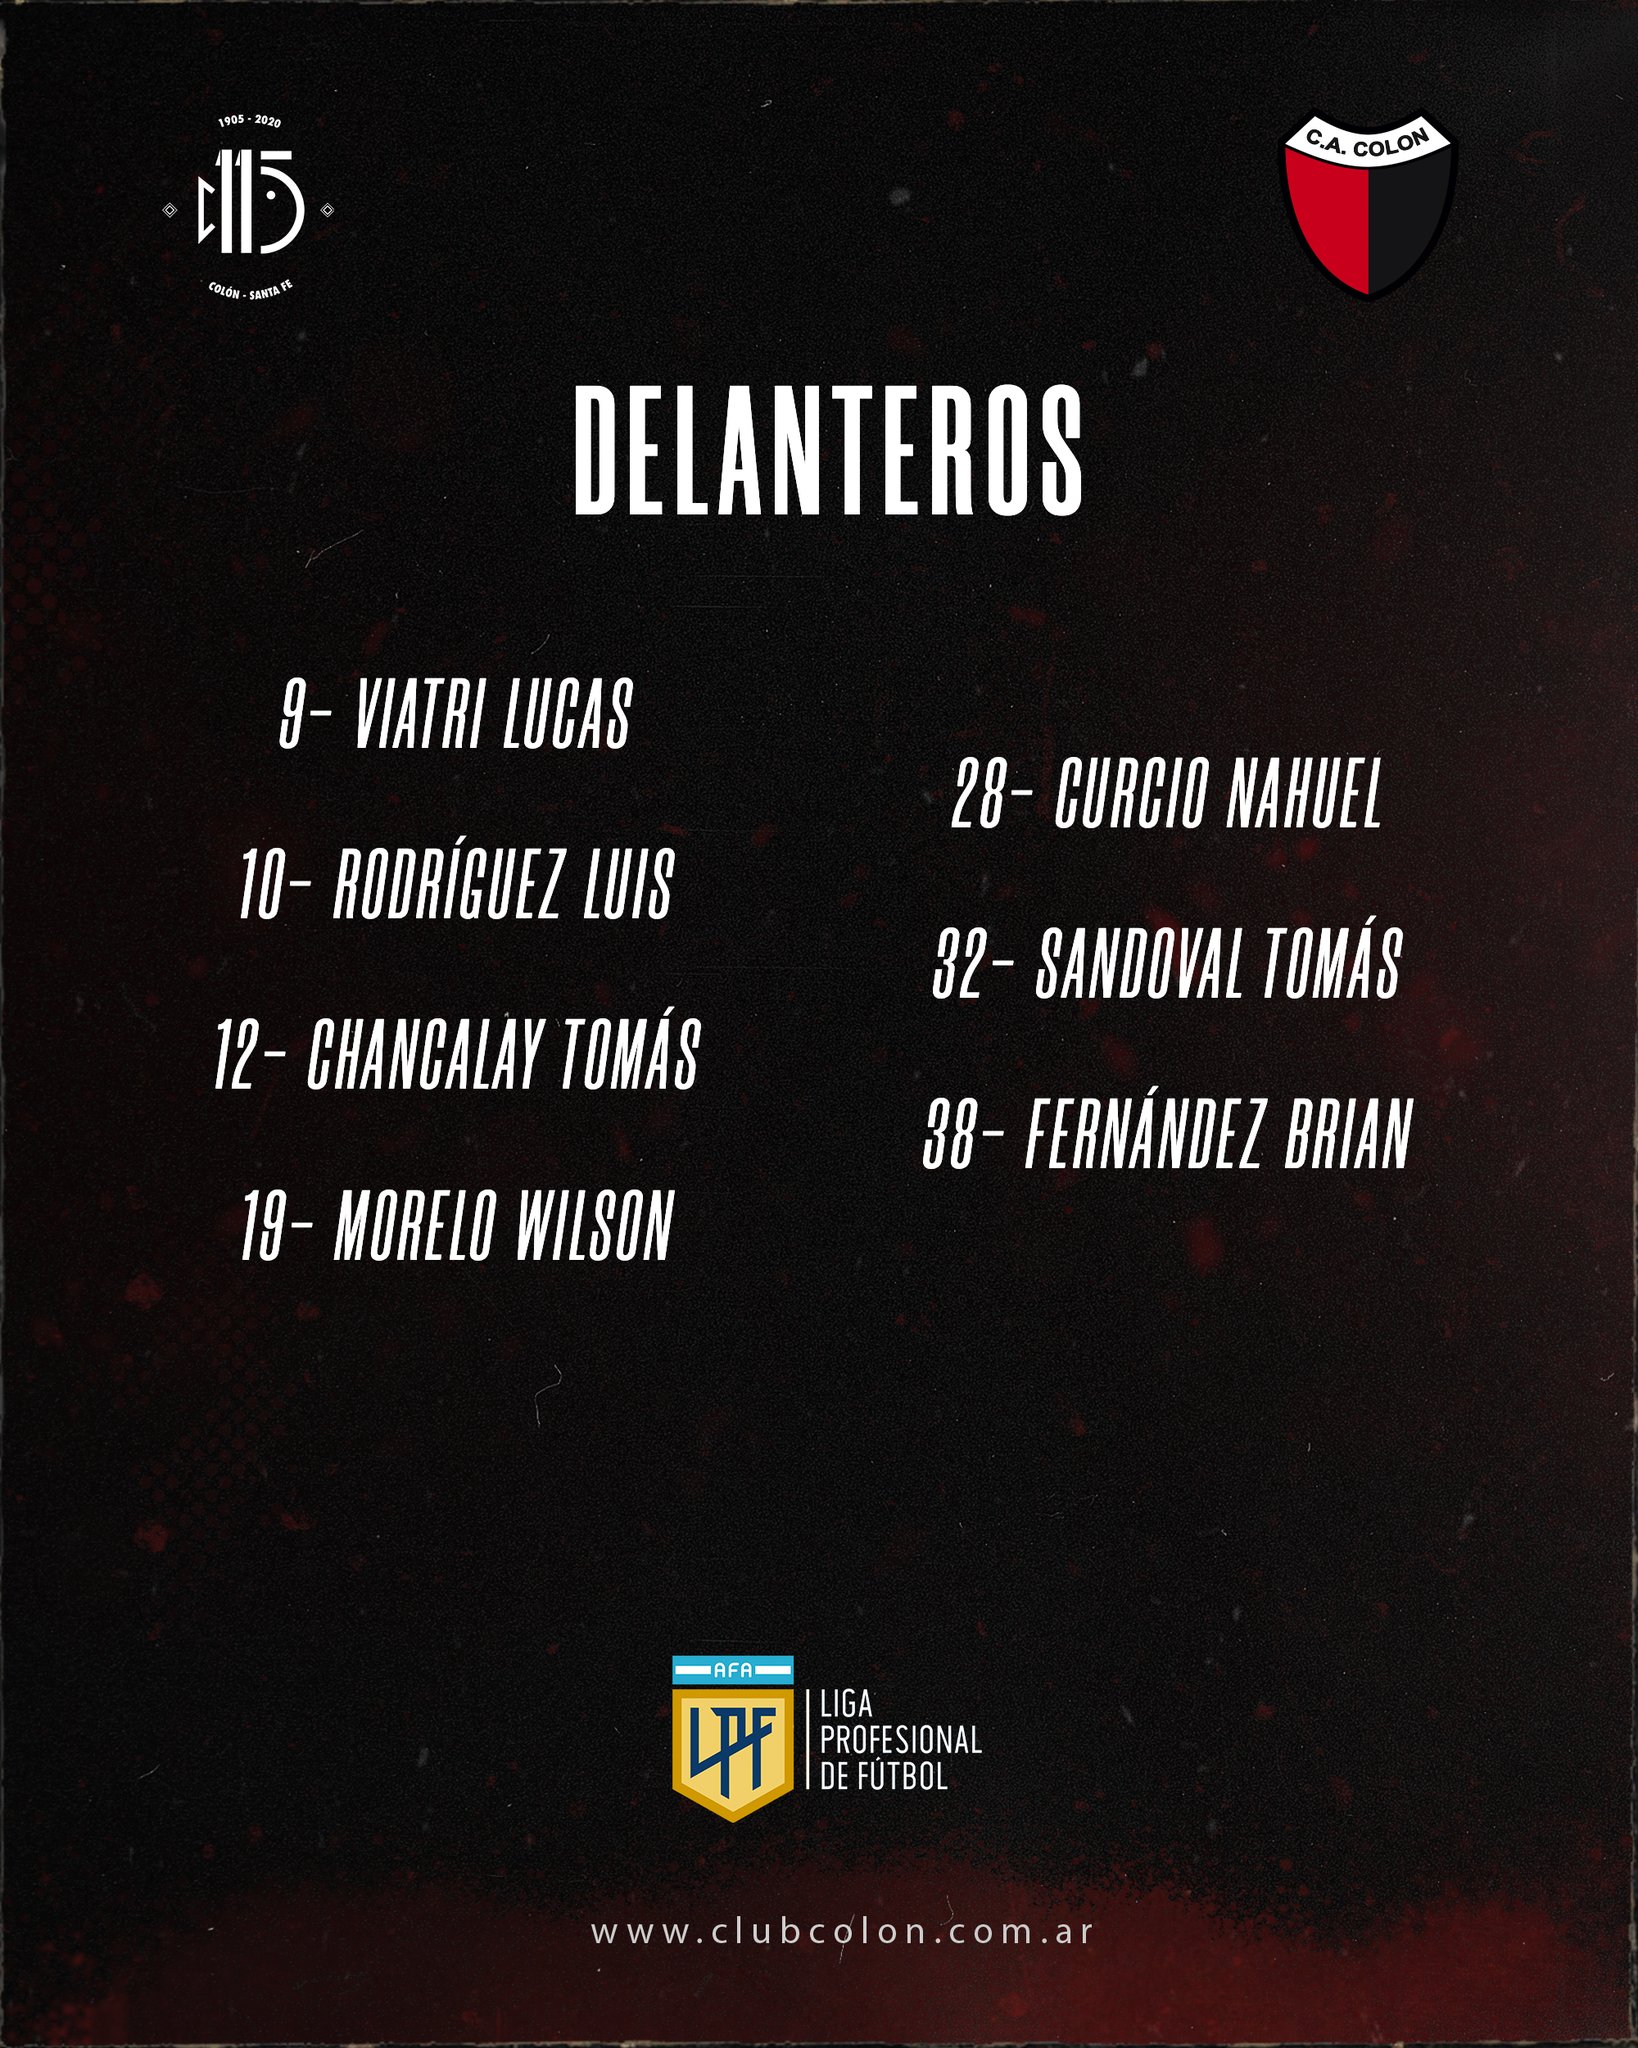 1905 - 2020
C115
COLÓN - SANTA FE
C.A. COLON
DELANTEROS
9- VIATRI LUCAS
10- RODRÍGUEZ LUIS
12- CHANCALAY TOMÁS
19- MORELO WILSON
28- CURCIO NAHUEL
32- SANDOVAL TOMÁS
38- FERNÁNDEZ BRIAN
AFA
LPF
LIGA
PROFESIONAL
DE FÚTBOL
www.clubcolon.com.ar